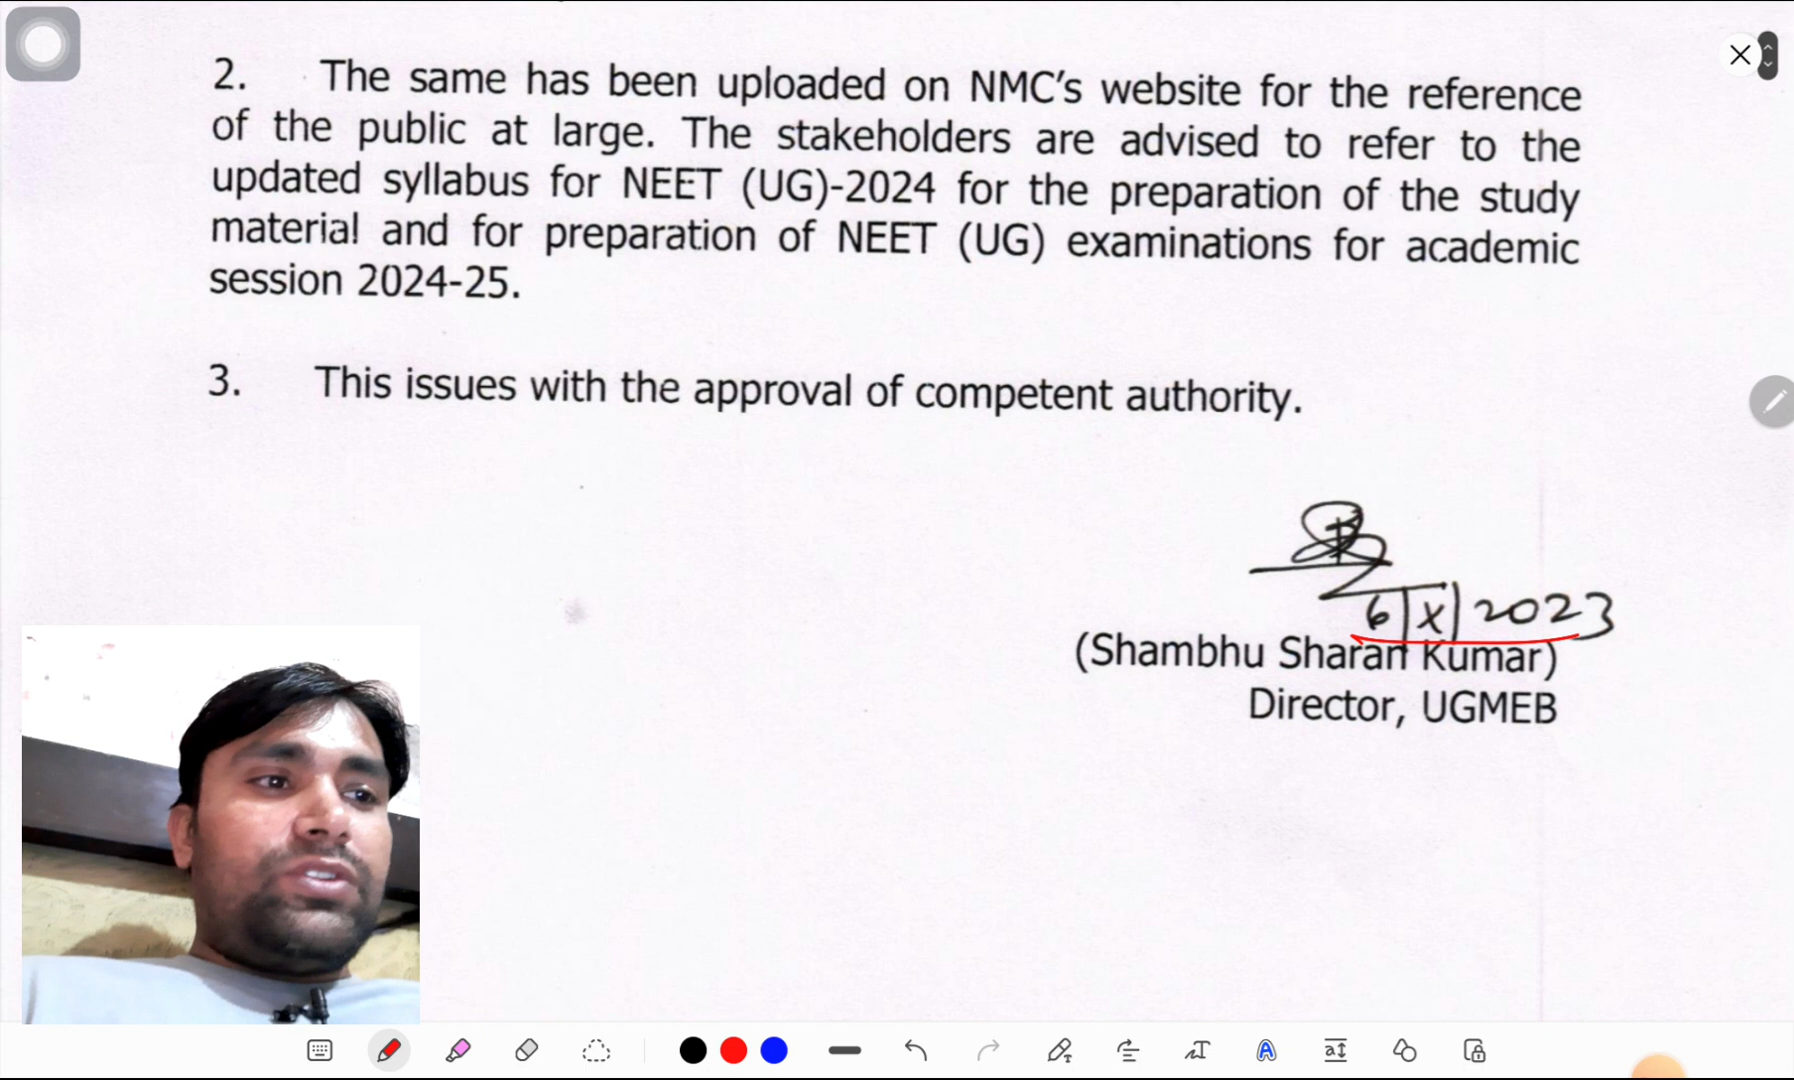 2. The same has been uploaded on NMC's website for the reference
of the public at large. The stakeholders are advised to refer to the
updated syllabus for NEET (UG)-2024 for the preparation of the study
material and for preparation of NEET (UG) examinations for academic
session 2024-25.
3. This issues with the approval of competent authority.
6|X|2023
(Shambhu Sharan Kumar)
Director, UGMEB